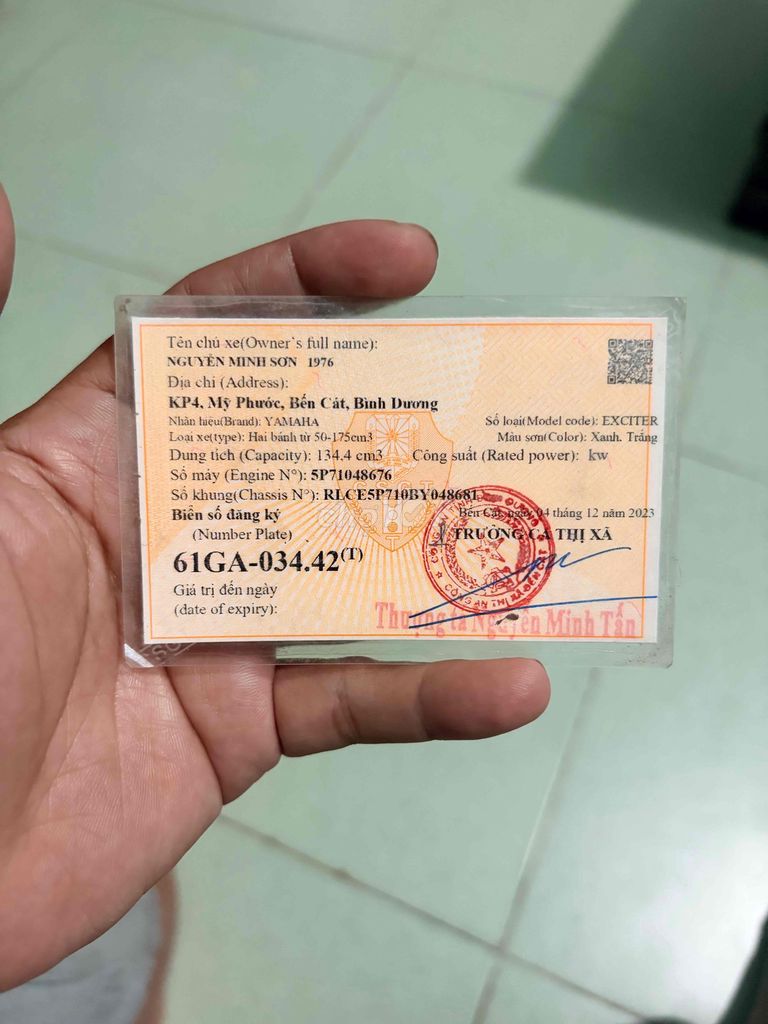 Tên chủ xe(Owner's full name):
NGUYỄN MINH SƠN 1976
Địa chỉ (Address):
KP4, Mỹ Phước, Bến Cát, Bình Dương
Nhãn hiệu(Brand): YAMAHA
Số loại(Model code): EXCITER
Loại xe(type): Hai bánh từ 50-175cm3
Màu sơn(Color): Xanh, Trắng
Dung tích (Capacity): 134.4 cm3
Công suất (Rated power): kw
Số máy (Engine N°): 5P71048676
Số khung(Chassis N°): RLCE5P710BY048681
Biển số đăng ký
Bến Cát, ngày 04 tháng 12 năm 2023
(Number Plate)
TRƯỞNG CA THỊ XÃ
61GA-034.42(T)
Giá trị đến ngày
(date of expiry):
CSGT
CÔNG AN THỊ
Thượng tá Nguyễn Minh Tấn